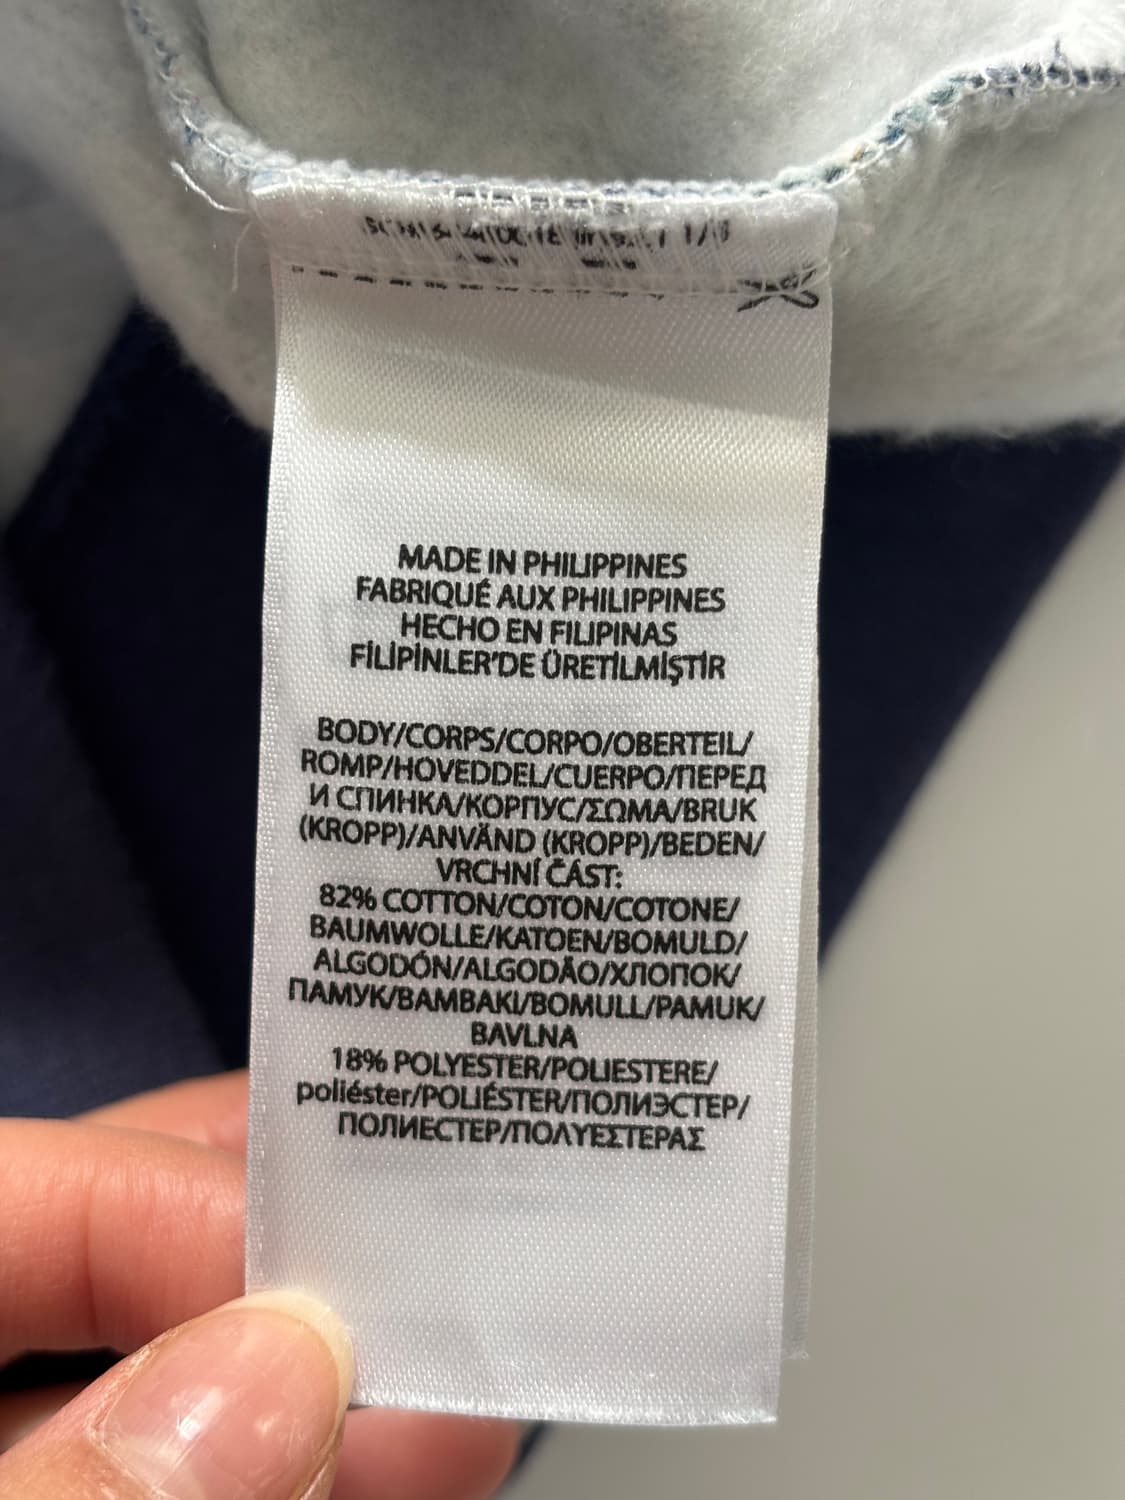 MADE IN PHILIPPINES
FABRIQUÉ AUX PHILIPPINES
HECHO EN FILIPINAS
FİLİPİNLER'DE ÜRETİLMİŞTİR
BODY/CORPS/CORPO/OBERTEIL/
ROMP/HOVEDDEL/CUERPO/ПЕРЕД
И СПИНКА/КОРПУС/ΣΩΜΑ/BRUK
(KROPP)/ANVÄND (KROPP)/BEDEN/
VRCHNÍ ČÁST:
82% COTTON/COTON/COTONE/
BAUMWOLLE/KATOEN/BOMULD/
ALGODÓN/ALGODÃO/ХЛОПОК/
ПАМУК/BAMBAKI/BOMULL/PAMUK/
BAVLNA
18% POLYESTER/POLIESTERE/
poliéster/POLIÉSTER/ПОЛИЭСТЕР/
ПОЛИЕСТЕР/ΠΟΛΥΕΣΤΕΡΑΣ